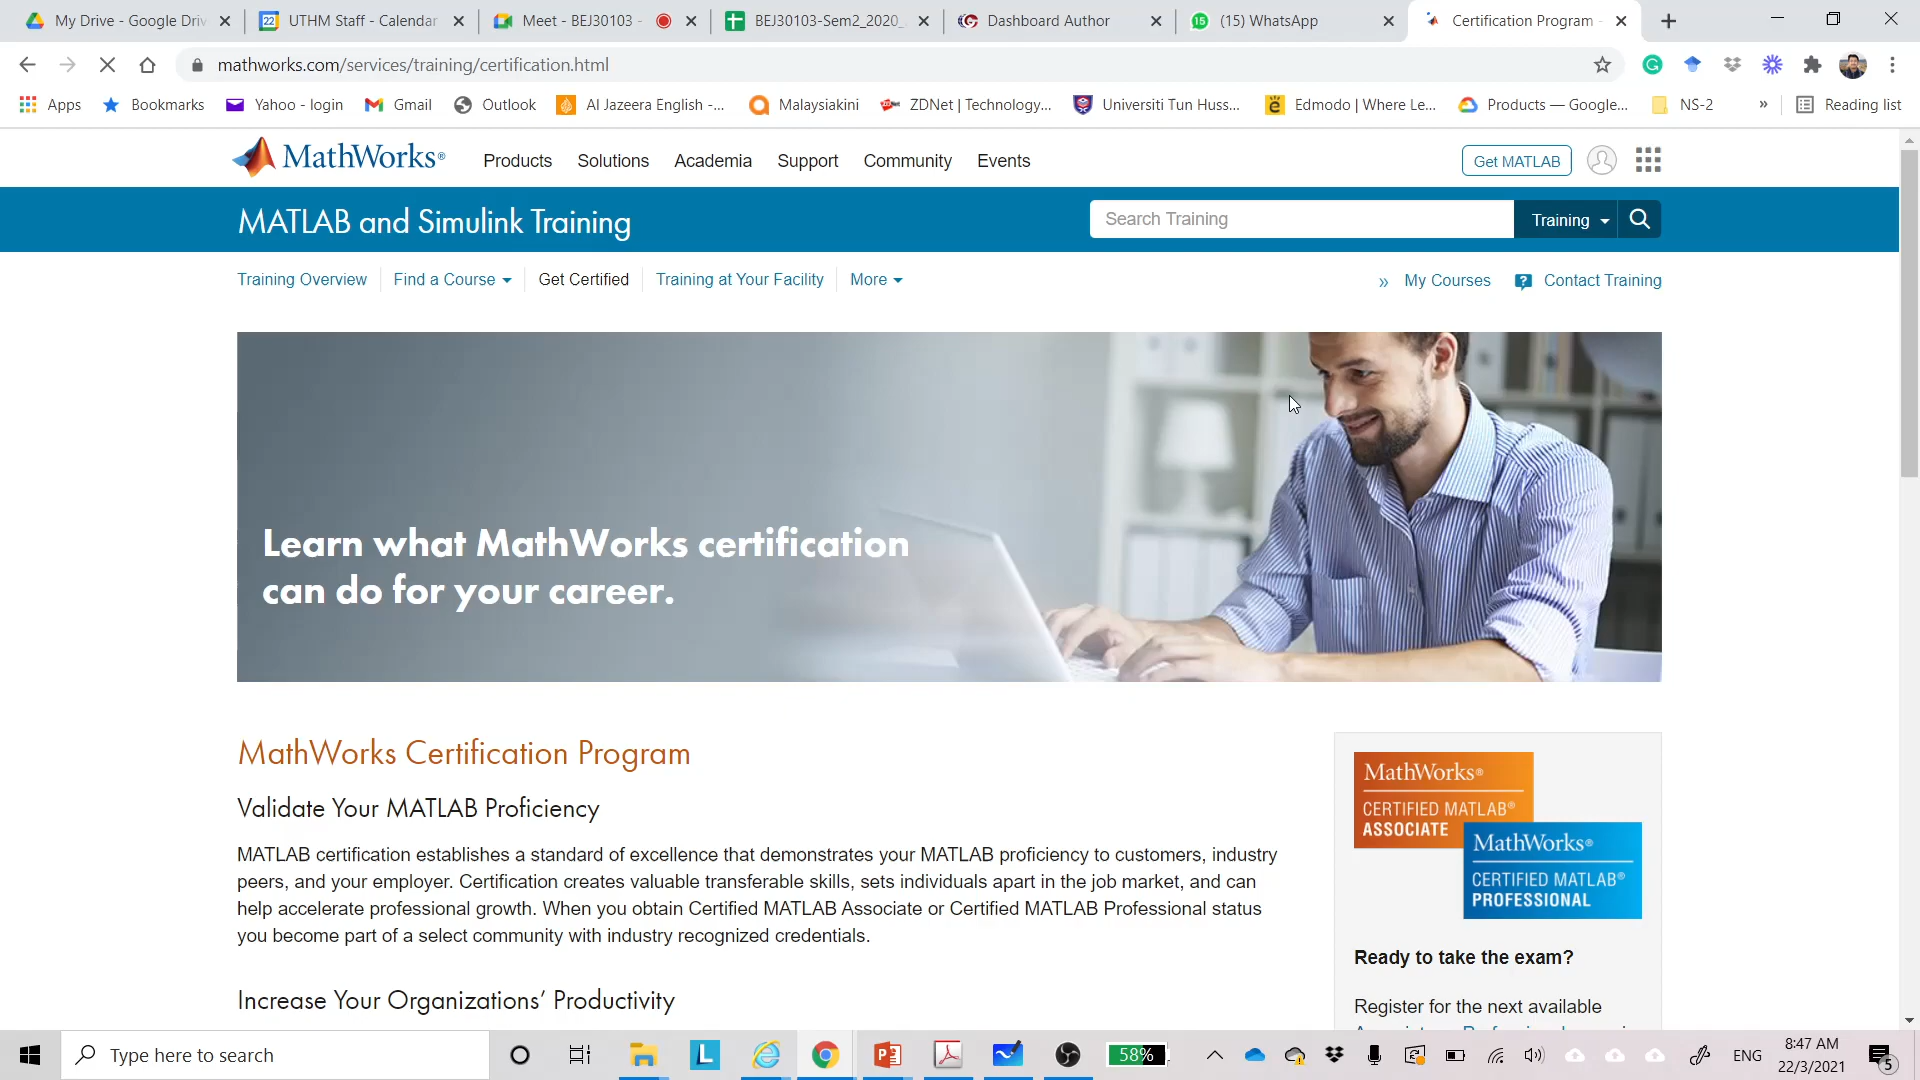 My Drive - Google Driv
UTHM Staff - Calendar
Meet - BEJ30103 -
BEJ30103-Sem2_2020_
Dashboard Author
(15) WhatsApp
Certification Program -
mathworks.com/services/training/certification.html
Apps
Bookmarks
Yahoo - login
Gmail
Outlook
Al Jazeera English -...
Malaysiakini
ZDNet | Technology,...
Universiti Tun Huss...
Edmodo | Where Le...
Products — Google...
NS-2
»
Reading list
MathWorks®
Products
Solutions
Academia
Support
Community
Events
Get MATLAB
MATLAB and Simulink Training
Search Training
Training
Training Overview
Find a Course
Get Certified
Training at Your Facility
More
» My Courses
Contact Training
Learn what MathWorks certification
can do for your career.
MathWorks Certification Program
Validate Your MATLAB Proficiency
MATLAB certification establishes a standard of excellence that demonstrates your MATLAB proficiency to customers, industry
peers, and your employer. Certification creates valuable transferable skills, sets individuals apart in the job market, and can
help accelerate professional growth. When you obtain Certified MATLAB Associate or Certified MATLAB Professional status
you become part of a select community with industry recognized credentials.
Increase Your Organizations' Productivity
MathWorks®
CERTIFIED MATLAB®
ASSOCIATE
MathWorks®
CERTIFIED MATLAB®
PROFESSIONAL
Ready to take the exam?
Register for the next available
Type here to search
58%
ENG
8:47 AM
22/3/2021
5